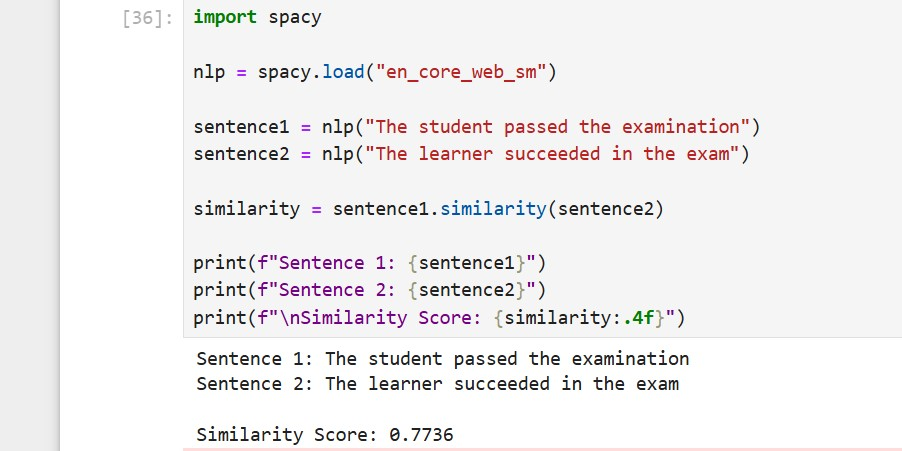 [36]: import spacy
nlp = spacy.load("en_core_web_sm")
sentence1 = nlp("The student passed the examination")
sentence2 = nlp("The learner succeeded in the exam")
similarity = sentence1.similarity(sentence2)
print(f"Sentence 1: {sentence1}")
print(f"Sentence 2: {sentence2}")
print(f"\nSimilarity Score: {similarity:.4f}")
Sentence 1: The student passed the examination
Sentence 2: The learner succeeded in the exam
Similarity Score: 0.7736